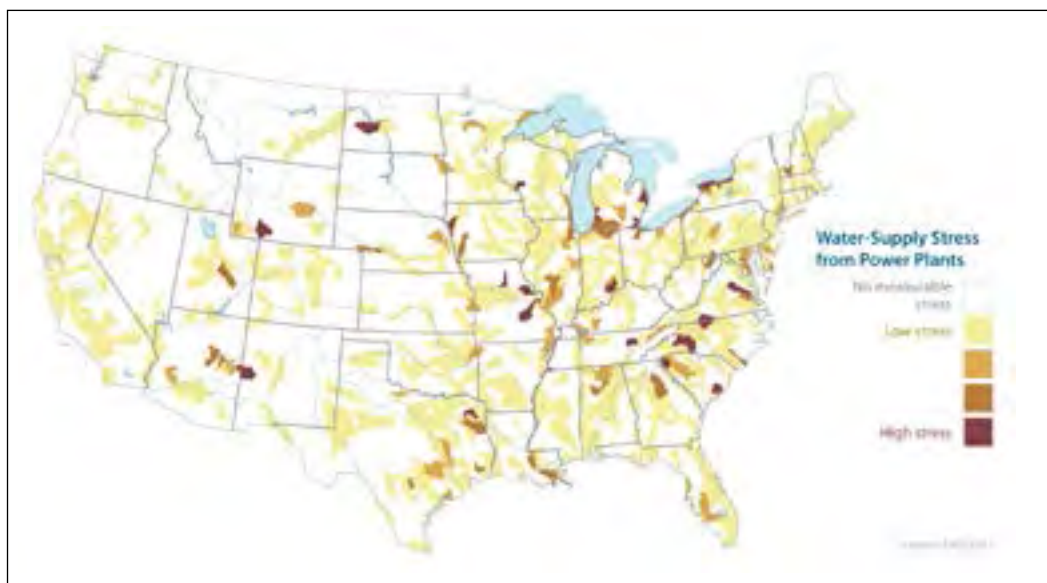 Water-Supply Stress
from Power Plants
No measurable
stress
Low stress
High stress